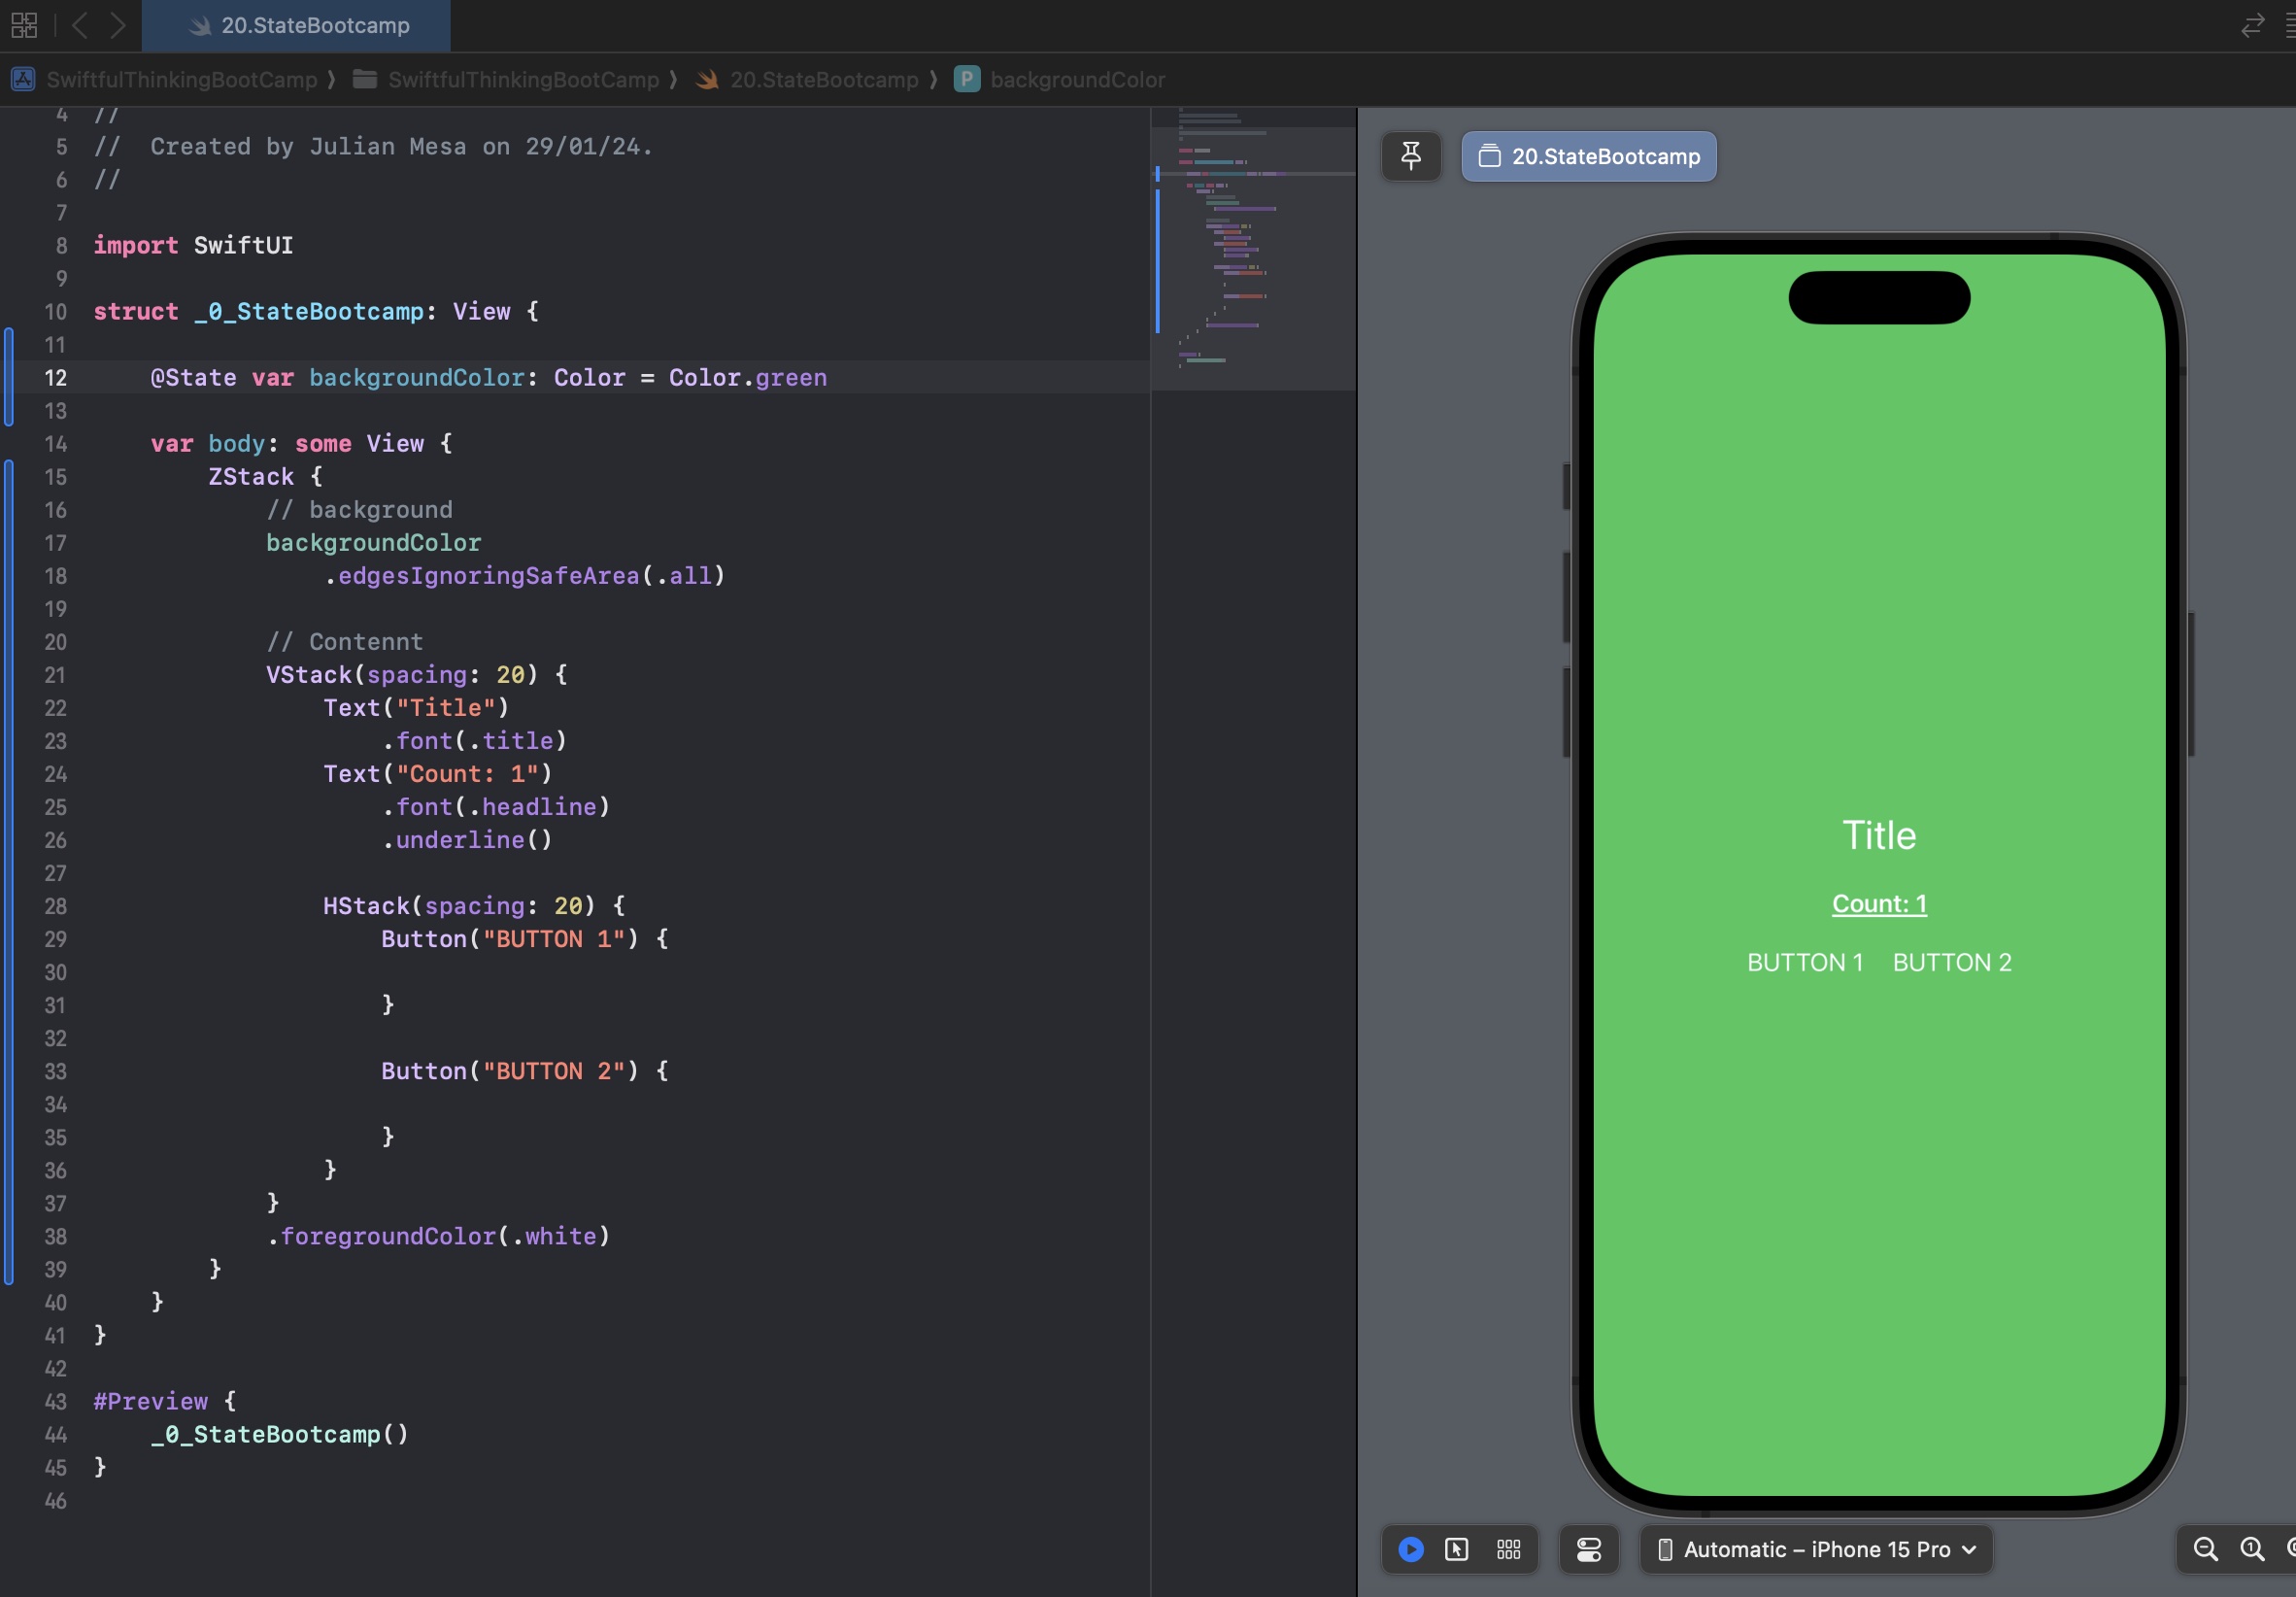 20.StateBootcamp
SwiftfulThinkingBootCamp ⟩ SwiftfulThinkingBootCamp ⟩ 20.StateBootcamp ⟩ P backgroundColor
4 //
5 //  Created by Julian Mesa on 29/01/24.
6 //
7
8 import SwiftUI
9
10 struct _0_StateBootcamp: View {
11
12     @State var backgroundColor: Color = Color.green
13
14     var body: some View {
15         ZStack {
16             // background
17             backgroundColor
18                 .edgesIgnoringSafeArea(.all)
19
20             // Contennt
21             VStack(spacing: 20) {
22                 Text("Title")
23                     .font(.title)
24                 Text("Count: 1")
25                     .font(.headline)
26                     .underline()
27
28                 HStack(spacing: 20) {
29                     Button("BUTTON 1") {
30
31                     }
32
33                     Button("BUTTON 2") {
34
35                     }
36                 }
37             }
38             .foregroundColor(.white)
39         }
40     }
41 }
42
43 #Preview {
44     _0_StateBootcamp()
45 }
46
20.StateBootcamp
Title
Count: 1
BUTTON 1 BUTTON 2
Automatic – iPhone 15 Pro